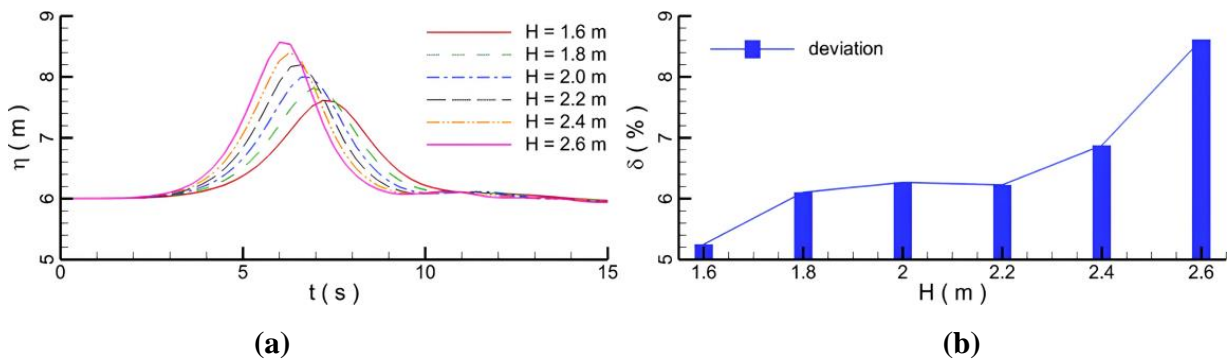 9
8
7
6
5
η ( m )
0
5
10
15
t ( s )
H = 1.6 m
H = 1.8 m
H = 2.0 m
H = 2.2 m
H = 2.4 m
H = 2.6 m
(a)
9
8
7
6
5
δ ( % )
deviation
1.6
1.8
2
2.2
2.4
2.6
H ( m )
(b)